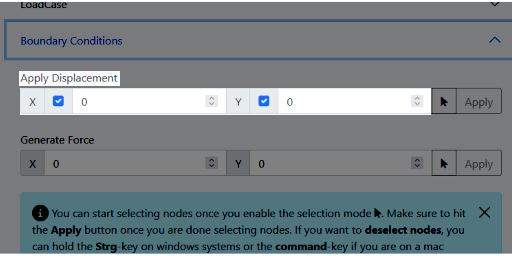 LoadCase
Boundary Conditions
Apply Displacement
X 0 Y 0 Apply
Generate Force
X 0 Y 0 Apply
You can start selecting nodes once you enable the selection mode . Make sure to hit
the Apply button once you are done selecting nodes. If you want to deselect nodes, you
can hold the Strg-key on windows systems or the command-key if you are on a mac